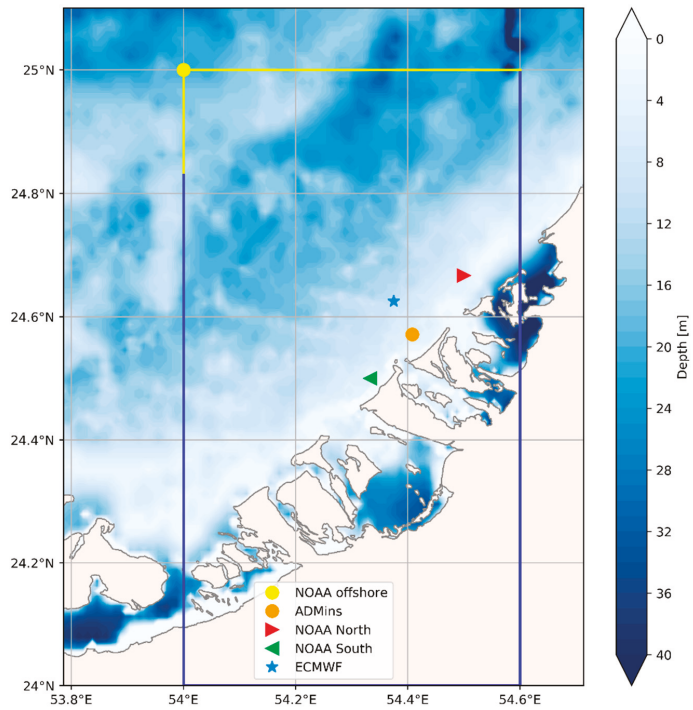 25°N
24.8°N
24.6°N
24.4°N
24.2°N
24°N
53.8°E
54°E
54.2°E
54.4°E
54.6°E
NOAA offshore
ADMins
NOAA North
NOAA South
ECMWF
0
4
8
12
16
20
24
28
32
36
40
Depth [m]